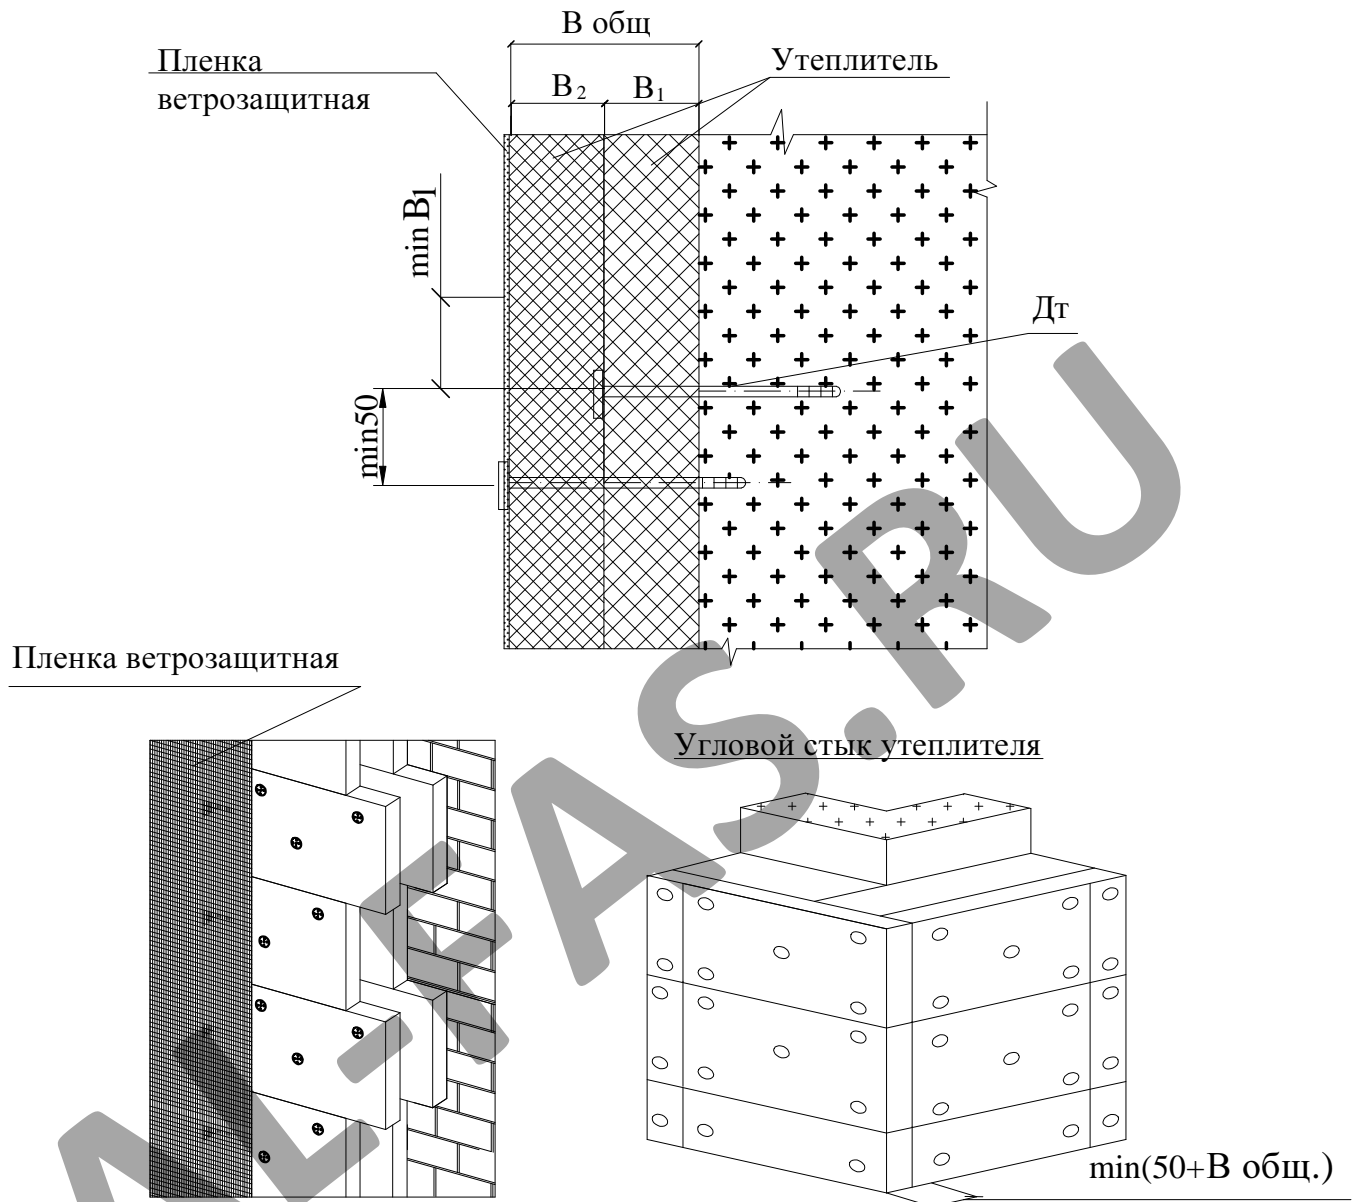 В общ
Пленка
ветрозащитная
Утеплитель
В2
В1
min В1
Дт
min50
Пленка ветрозащитная
Угловой стык утеплителя
min(50+В общ.)
AL-FAS.RU